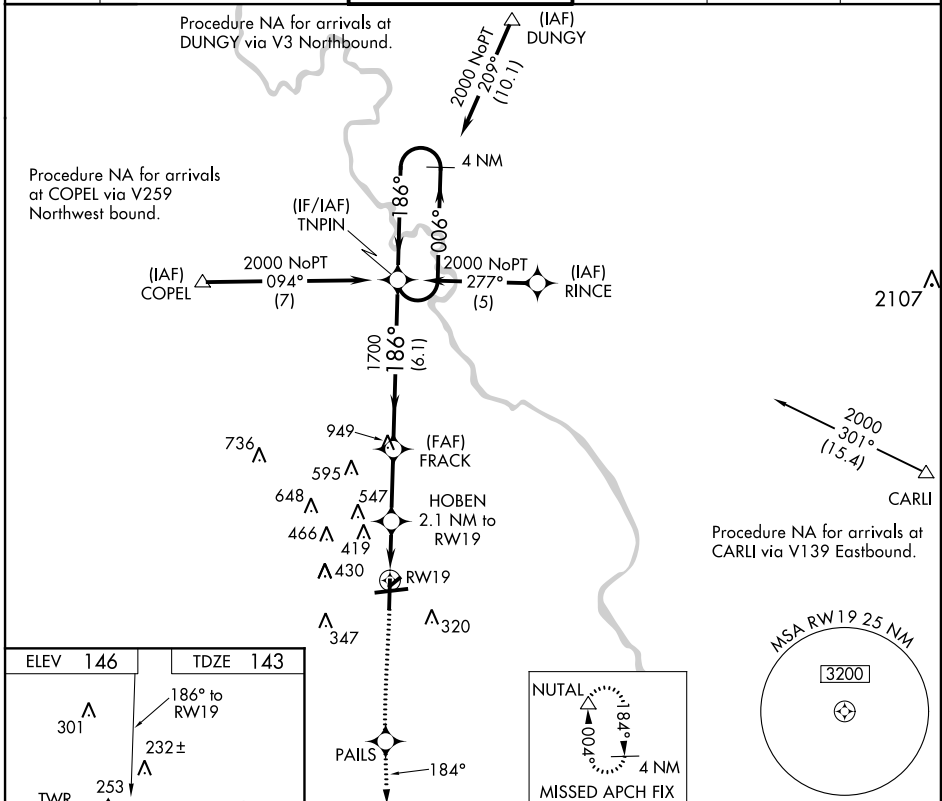 Procedure NA for arrivals at
DUNGY via V3 Northbound.
(IAF)
DUNGY
2000 NoPT
209°
(10.1)
4 NM
186°
006°
Procedure NA for arrivals
at COPEL via V259
Northwest bound.
(IF/IAF)
TNPIN
(IAF)
COPEL
2000 NoPT
094°
(7)
2000 NoPT
277°
(5)
(IAF)
RINCE
2107
1700
186°
(6.1)
2000
301°
(15.4)
CARLI
Procedure NA for arrivals at
CARLI via V139 Eastbound.
736
949
(FAF)
FRACK
595
648
547
HOBEN
2.1 NM to
RW19
466
419
430
RW19
347
320
MSA RW19 25 NM
3200
ELEV 146
TDZE 143
186° to
RW19
301
232±
253
TWR
PAILS
184°
NUTAL
184°
004°
4 NM
MISSED APCH FIX